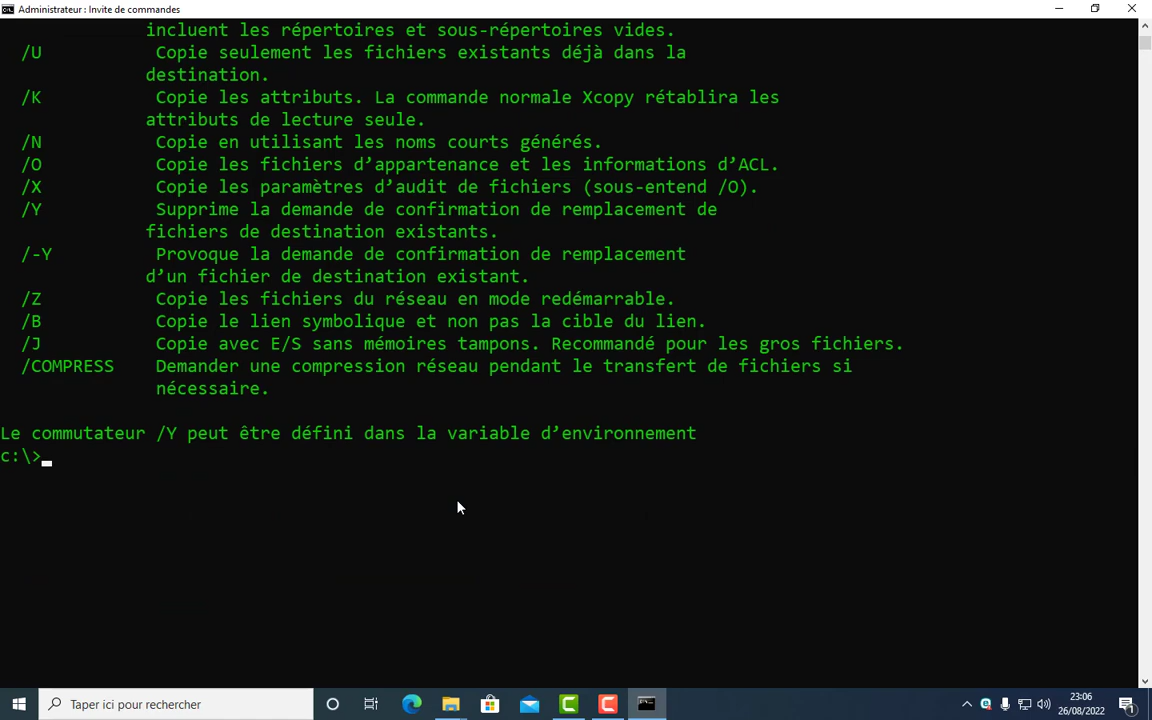 Administrateur : Invite de commandes
incluent les répertoires et sous-répertoires vides.
/U Copie seulement les fichiers existants déjà dans la
destination.
/K Copie les attributs. La commande normale Xcopy rétablira les
attributs de lecture seule.
/N Copie en utilisant les noms courts générés.
/O Copie les fichiers d’appartenance et les informations d’ACL.
/X Copie les paramètres d’audit de fichiers (sous-entend /O).
/Y Supprime la demande de confirmation de remplacement de
fichiers de destination existants.
/-Y Provoque la demande de confirmation de remplacement
d’un fichier de destination existant.
/Z Copie les fichiers du réseau en mode redémarrable.
/B Copie le lien symbolique et non pas la cible du lien.
/J Copie avec E/S sans mémoires tampons. Recommandé pour les gros fichiers.
/COMPRESS Demander une compression réseau pendant le transfert de fichiers si
nécessaire.
Le commutateur /Y peut être défini dans la variable d’environnement
c:\>
Taper ici pour rechercher
23:06
26/08/2022
1